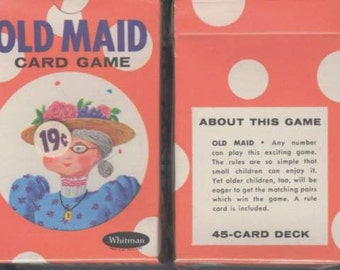 OLD MAID
CARD GAME
19¢
Whitman
ABOUT THIS GAME
OLD MAID • Any number
can play this exciting game.
The rules are so simple that
small children can enjoy it.
Yet older children, too, will be
eager to get the matching pairs
which win the game. A rule
card is included.
45-CARD DECK